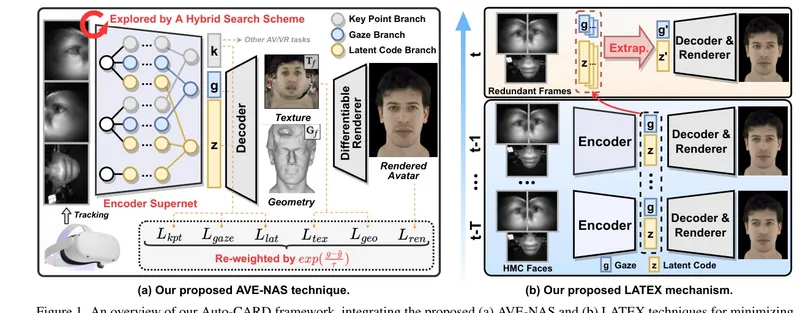 Explored by A Hybrid Search Scheme
Key Point Branch
Gaze Branch
Latent Code Branch
Other AV/VR tasks
k
g
z
Decoder
T_f
Texture
G_f
Geometry
Differentiable
Renderer
Rendered
Avatar
Encoder Supernet
Tracking
L_kpt L_gaze L_lat L_tex L_geo L_ren
Re-weighted by exp(g-ḡ/τ)
(a) Our proposed AVE-NAS technique.
t
g...
z...
Extrap.
g'
z'
Decoder &
Renderer
Redundant Frames
t-1
Encoder
g
z
Decoder &
Renderer
...
t-T
Encoder
g
z
Decoder &
Renderer
HMC Faces
g Gaze
z Latent Code
(b) Our proposed LATEX mechanism.
Figure 1. An overview of our Auto-CARD framework, integrating the proposed (a) AVE-NAS and (b) LATEX techniques for minimizing